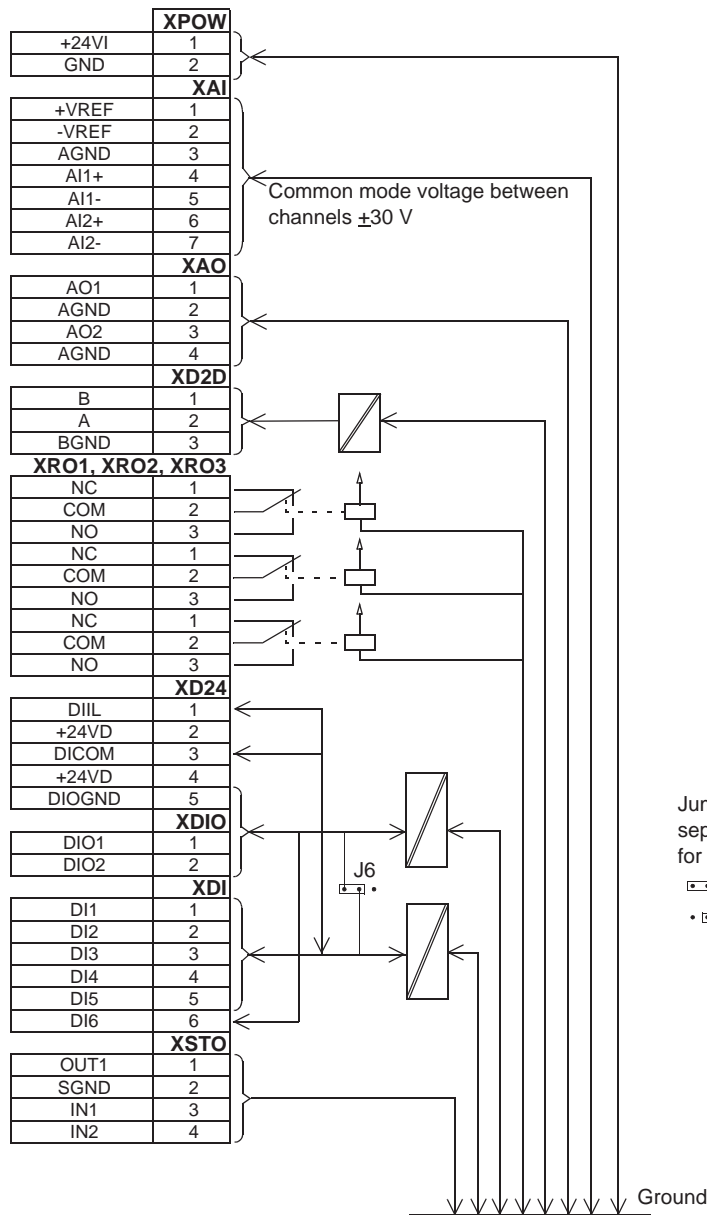 XPOW
+24VI 1
GND 2
XAI
+VREF 1
-VREF 2
AGND 3
AI1+ 4
AI1- 5
AI2+ 6
AI2- 7
Common mode voltage between
channels ±30 V
XAO
AO1 1
AGND 2
AO2 3
AGND 4
XD2D
B 1
A 2
BGND 3
XRO1, XRO2, XRO3
NC 1
COM 2
NO 3
NC 1
COM 2
NO 3
NC 1
COM 2
NO 3
XD24
DIIL 1
+24VD 2
DICOM 3
+24VD 4
DIOGND 5
XDIO
DIO1 1
DIO2 2
J6
XDI
DI1 1
DI2 2
DI3 3
DI4 4
DI5 5
DI6 6
XSTO
OUT1 1
SGND 2
IN1 3
IN2 4
Ground
for